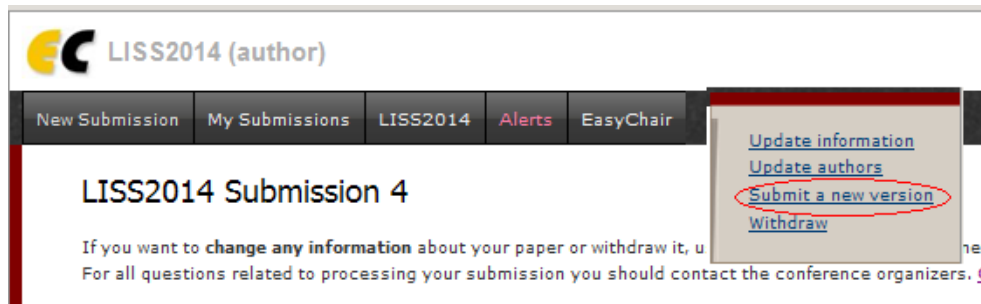 EC LISS2014 (author)
New Submission My Submissions LISS2014 Alerts EasyChair
Update information
Update authors
Submit a new version
Withdraw
LISS2014 Submission 4
If you want to change any information about your paper or withdraw it, u
For all questions related to processing your submission you should contact the conference organizers.